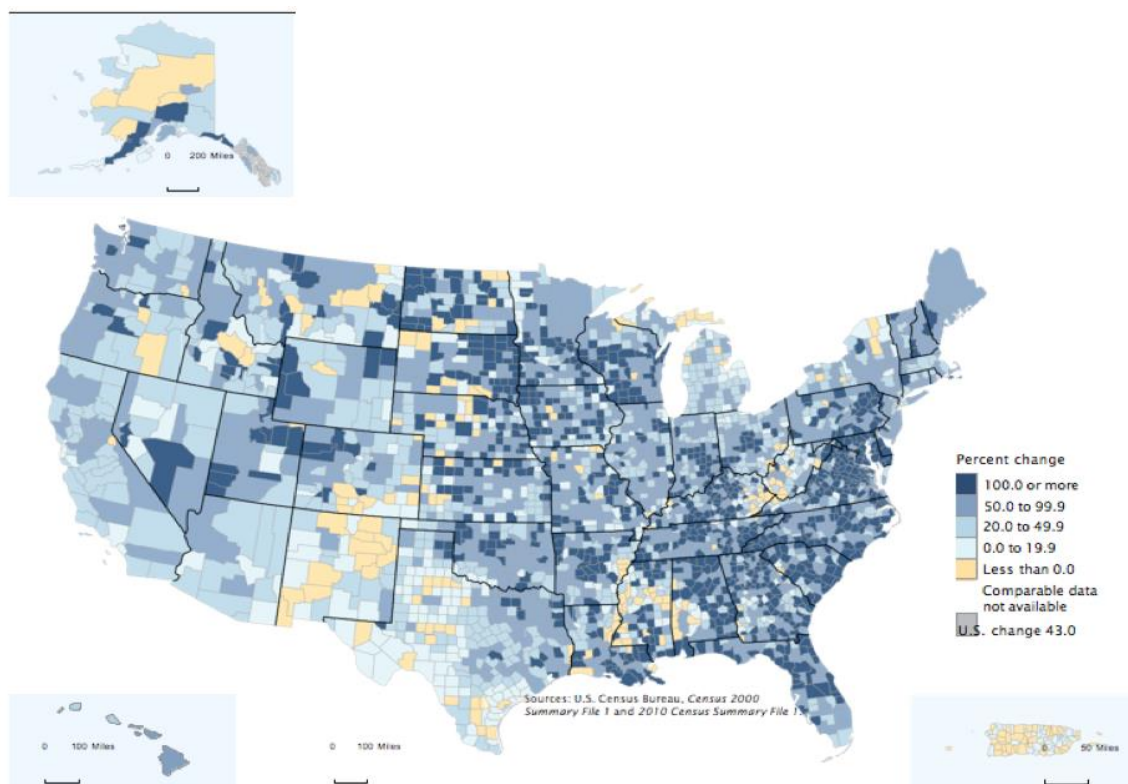 0 200 Miles
Percent change
100.0 or more
50.0 to 99.9
20.0 to 49.9
0.0 to 19.9
Less than 0.0
Comparable data
not available
U.S. change 43.0
Sources: U.S. Census Bureau, Census 2000
Summary File 1 and 2010 Census Summary File 1.
0 100 Miles
0 100 Miles
0 50 Miles